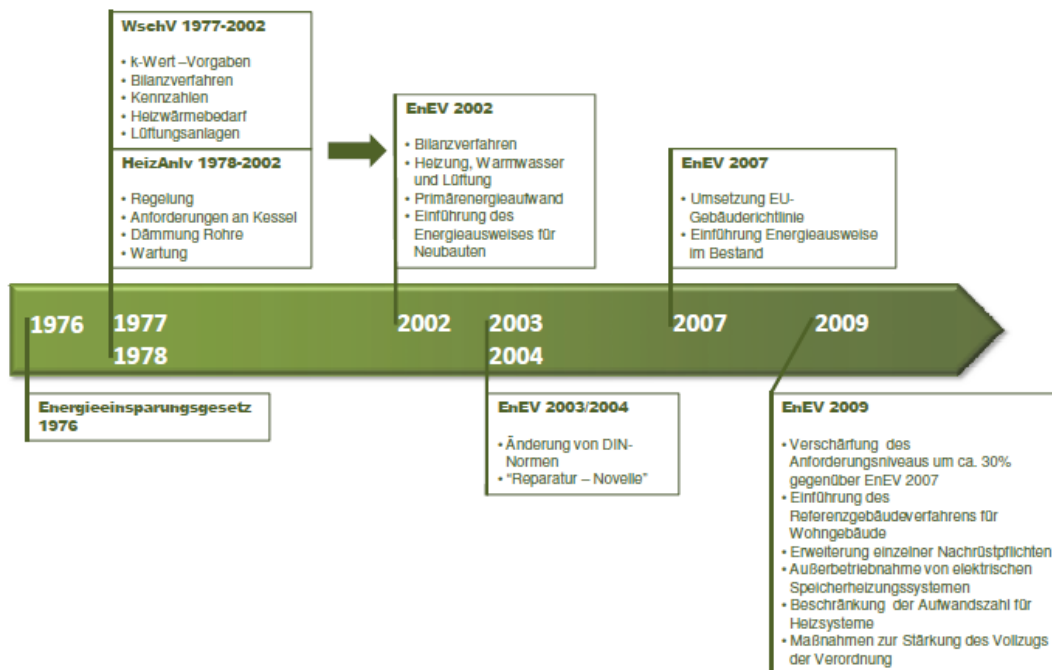 WschV 1977-2002
• k-Wert –Vorgaben
• Bilanzverfahren
• Kennzahlen
• Heizwärmebedarf
• Lüftungsanlagen
HeizAnlv 1978-2002
• Regelung
• Anforderungen an Kessel
• Dämmung Rohre
• Wartung
EnEV 2002
• Bilanzverfahren
• Heizung, Warmwasser
und Lüftung
• Primärenergieaufwand
• Einführung des
Energieausweises für
Neubauten
EnEV 2007
• Umsetzung EU-
Gebäuderichtlinie
• Einführung Energieausweise
im Bestand
1976
1977
1978
2002
2003
2004
2007
2009
Energieeinsparungsgesetz
1976
EnEV 2003/2004
• Änderung von DIN-
Normen
• “Reparatur – Novelle”
EnEV 2009
• Verschärfung des
Anforderungsniveaus um ca. 30%
gegenüber EnEV 2007
• Einführung des
Referenzgebäudeverfahrens für
Wohngebäude
• Erweiterung einzelner Nachrüstpflichten
• Außerbetriebnahme von elektrischen
Speicherheizungssystemen
• Beschränkung der Aufwandszahl für
Heizsysteme
• Maßnahmen zur Stärkung des Vollzugs
der Verordnung